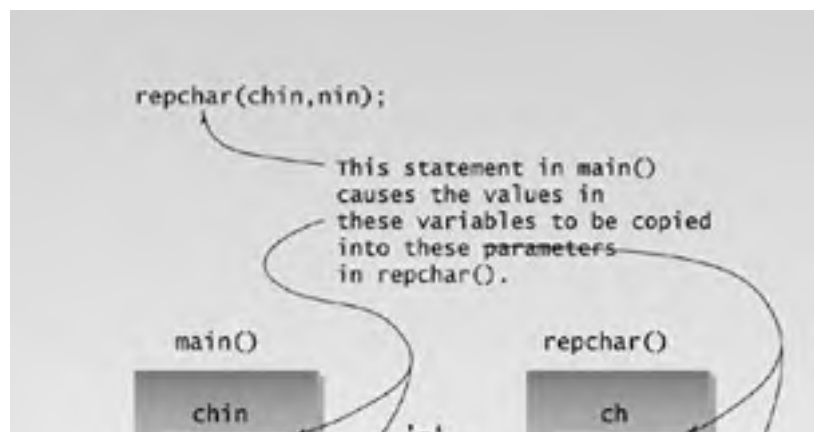 repchar(chin,nin);
This statement in main()
causes the values in
these variables to be copied
into these parameters
in repchar().
main()
repchar()
chin
ch